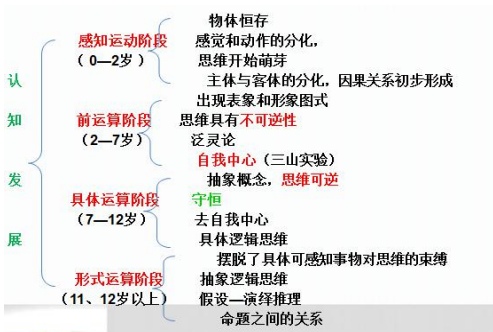 认知发展
感知运动阶段
（0—2岁）
物体恒存
感觉和动作的分化，
思维开始萌芽
主体与客体的分化，因果关系初步形成
前运算阶段
（2—7岁）
出现表象和形象图式
思维具有不可逆性
泛灵论
自我中心（三山实验）
具体运算阶段
（7—12岁）
抽象概念，思维可逆
守恒
去自我中心
具体逻辑思维
形式运算阶段
（11、12岁以上）
摆脱了具体可感知事物对思维的束缚
抽象逻辑思维
假设—演绎推理
命题之间的关系